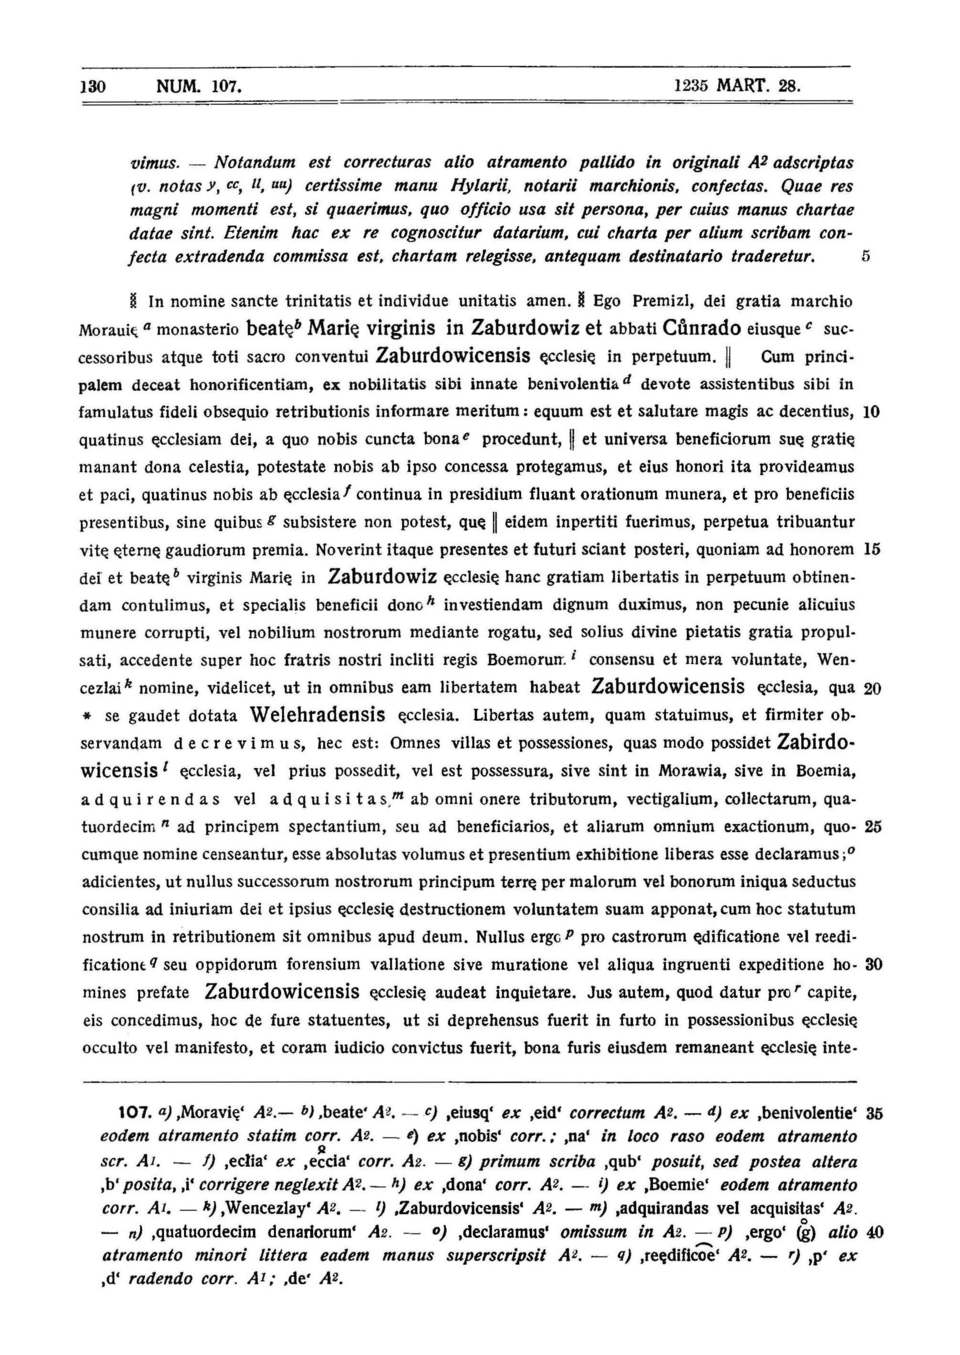 130 NUM. 107. 1235 MART. 28.
vimus. — Notandum est correcturas alio atramento pallido in originali A2 adscriptas
(v. notas y, cc, ll, uu) certissime manu Hylarii, notarii marchionis, confectas. Quae res
magni momenti est, si quaerimus, quo officio usa sit persona, per cuius manus chartae
datae sint. Etenim hac ex re cognoscitur datarium, cui charta per alium scribam con-
fecta extradenda commissa est, chartam relegisse, antequam destinatario traderetur. 5
In nomine sancte trinitatis et individue unitatis amen. Ego Premizl, dei gratia marchio
Morauię a monasterio beatę b Marię virginis in Zaburdowiz et abbati Cůnrado eiusque c suc-
cessoribus atque toti sacro conventui Zaburdowicensis ęcclesię in perpetuum. || Cum princi-
palem deceat honorificentiam, ex nobilitatis sibi innate benivolentia d devote assistentibus sibi in
famulatus fideli obsequio retributionis informare meritum: equum est et salutare magis ac decentius, 10
quatinus ęcclesiam dei, a quo nobis cuncta bona e procedunt, || et universa beneficiorum suę gratię
manant dona celestia, potestate nobis ab ipso concessa protegamus, et eius honori ita provideamus
et paci, quatinus nobis ab ęcclesia f continua in presidium fluant orationum munera, et pro beneficiis
presentibus, sine quibus g subsistere non potest, quę || eidem inpertiti fuerimus, perpetua tribuantur
vitę ęternę gaudiorum premia. Noverint itaque presentes et futuri sciant posteri, quoniam ad honorem 15
dei et beatę b virginis Marię in Zaburdowiz ęcclesię hanc gratiam libertatis in perpetuum obtinen-
dam contulimus, et specialis beneficii dono h investiendam dignum duximus, non pecunie alicuius
munere corrupti, vel nobilium nostrorum mediante rogatu, sed solius divine pietatis gratia propul-
sati, accedente super hoc fratris nostri incliti regis Boemorum i consensu et mera voluntate, Wen-
cezlai k nomine, videlicet, ut in omnibus eam libertatem habeat Zaburdowicensis ęcclesia, qua 20
* se gaudet dotata Welehradensis ęcclesia. Libertas autem, quam statuimus, et firmiter ob-
servandam decrevimus, hec est: Omnes villas et possessiones, quas modo possidet Zabirdo-
wicensis l ęcclesia, vel prius possedit, vel est possessura, sive sint in Morawia, sive in Boemia,
adquirendas vel adquisitas, m ab omni onere tributorum, vectigalium, collectarum, qua-
tuordecim n ad principem spectantium, seu ad beneficiarios, et aliarum omnium exactionum, quo- 25
cumque nomine censeantur, esse absolutas volumus et presentium exhibitione liberas esse declaramus; o
adicientes, ut nullus successorum nostrorum principum terrę per malorum vel bonorum iniqua seductus
consilia ad iniuriam dei et ipsius ęcclesię destructionem voluntatem suam apponat, cum hoc statutum
nostrum in retributionem sit omnibus apud deum. Nullus ergo p pro castrorum ędificatione vel reedi-
ficatione q seu oppidorum forensium vallatione sive muratione vel aliqua ingruenti expeditione ho- 30
mines prefate Zaburdowicensis ęcclesię audeat inquietare. Jus autem, quod datur pro r capite,
eis concedimus, hoc de fure statuentes, ut si deprehensus fuerit in furto in possessionibus ęcclesię
occulto vel manifesto, et coram iudicio convictus fuerit, bona furis eiusdem remaneant ęcclesię inte-
107. a) ‚Moravię‘ A2. — b) ‚beate‘ A2. — c) ‚eiusq‘ ex ‚eid‘ correctum A2. — d) ex ‚benivolentie‘ 35
eodem atramento statim corr. A2. — e) ex ‚nobis‘ corr.; ‚na‘ in loco raso eodem atramento
scr. A1. — f) ‚eclia‘ ex ‚eccia‘ corr. A2. — g) primum scriba ‚qub‘ posuit, sed postea altera
‚b‘ posita, ‚i‘ corrigere neglexit A2. — h) ex ‚dona‘ corr. A2. — i) ex ‚Boemie‘ eodem atramento
corr. A1. — k) ‚Wencezlay‘ A2. — l) ‚Zaburdovicensis‘ A2. — m) ‚adquirandas vel acquisitas‘ A2.
— n) ‚quatuordecim denariorum‘ A2. — o) ‚declaramus‘ omissum in A2. — p) ‚ergo‘ (g̊) alio 40
atramento minori littera eadem manus superscripsit A2. — q) ‚reędificoe‘ A2. — r) ‚p‘ ex
‚d‘ radendo corr. A1; ‚de‘ A2.